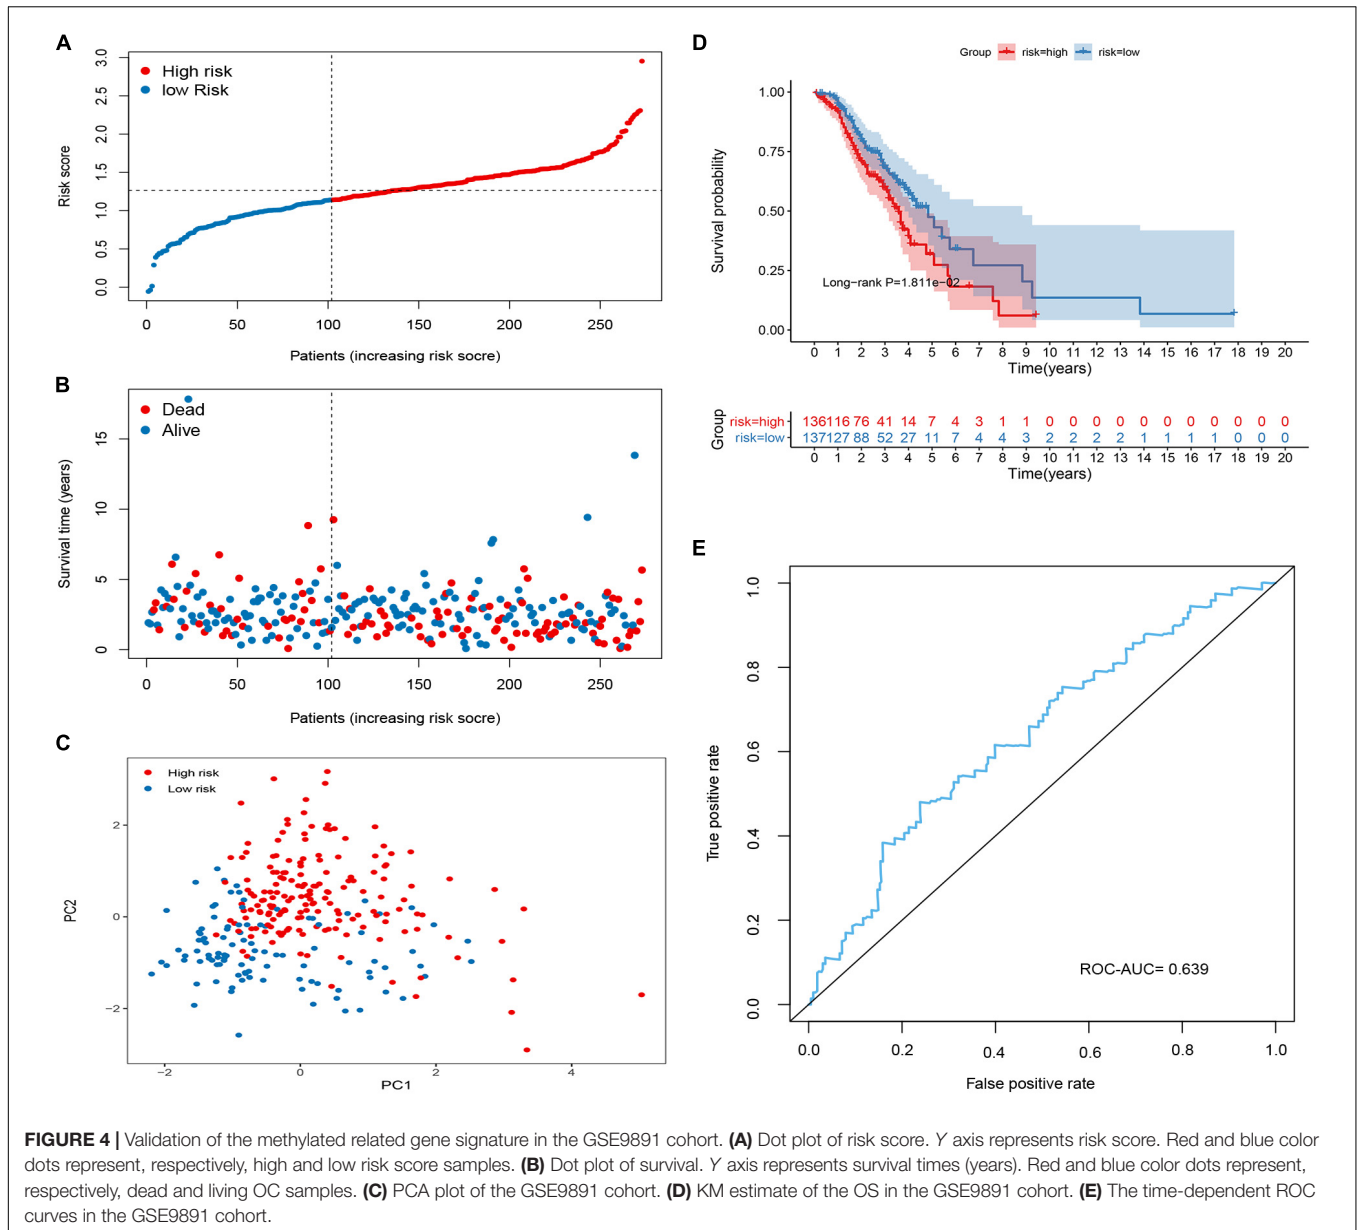 A
High risk
low Risk
3.0
2.5
2.0
1.5
1.0
0.5
0.0
Risk score
0 50 100 150 200 250
Patients (increasing risk socre)
B
Dead
Alive
15
10
5
0
Survival time (years)
0 50 100 150 200 250
Patients (increasing risk socre)
C
High risk
Low risk
2
0
−2
PC2
−2 0 2 4
PC1
D
Group risk=high risk=low
1.00
0.75
0.50
0.25
0.00
Survival probability
Long−rank P=1.811e−02
0 1 2 3 4 5 6 7 8 9 10 11 12 13 14 15 16 17 18 19 20
Time(years)
Group
risk=high 136 116 76 41 14 7 4 3 1 1 0 0 0 0 0 0 0 0 0 0 0
risk=low 137 127 88 52 27 11 7 4 4 3 2 2 2 2 1 1 1 1 0 0 0
0 1 2 3 4 5 6 7 8 9 10 11 12 13 14 15 16 17 18 19 20
Time(years)
E
1.0
0.8
0.6
0.4
0.2
0.0
True positive rate
ROC-AUC= 0.639
0.0 0.2 0.4 0.6 0.8 1.0
False positive rate
FIGURE 4 | Validation of the methylated related gene signature in the GSE9891 cohort. (A) Dot plot of risk score. Y axis represents risk score. Red and blue color
dots represent, respectively, high and low risk score samples. (B) Dot plot of survival. Y axis represents survival times (years). Red and blue color dots represent,
respectively, dead and living OC samples. (C) PCA plot of the GSE9891 cohort. (D) KM estimate of the OS in the GSE9891 cohort. (E) The time-dependent ROC
curves in the GSE9891 cohort.